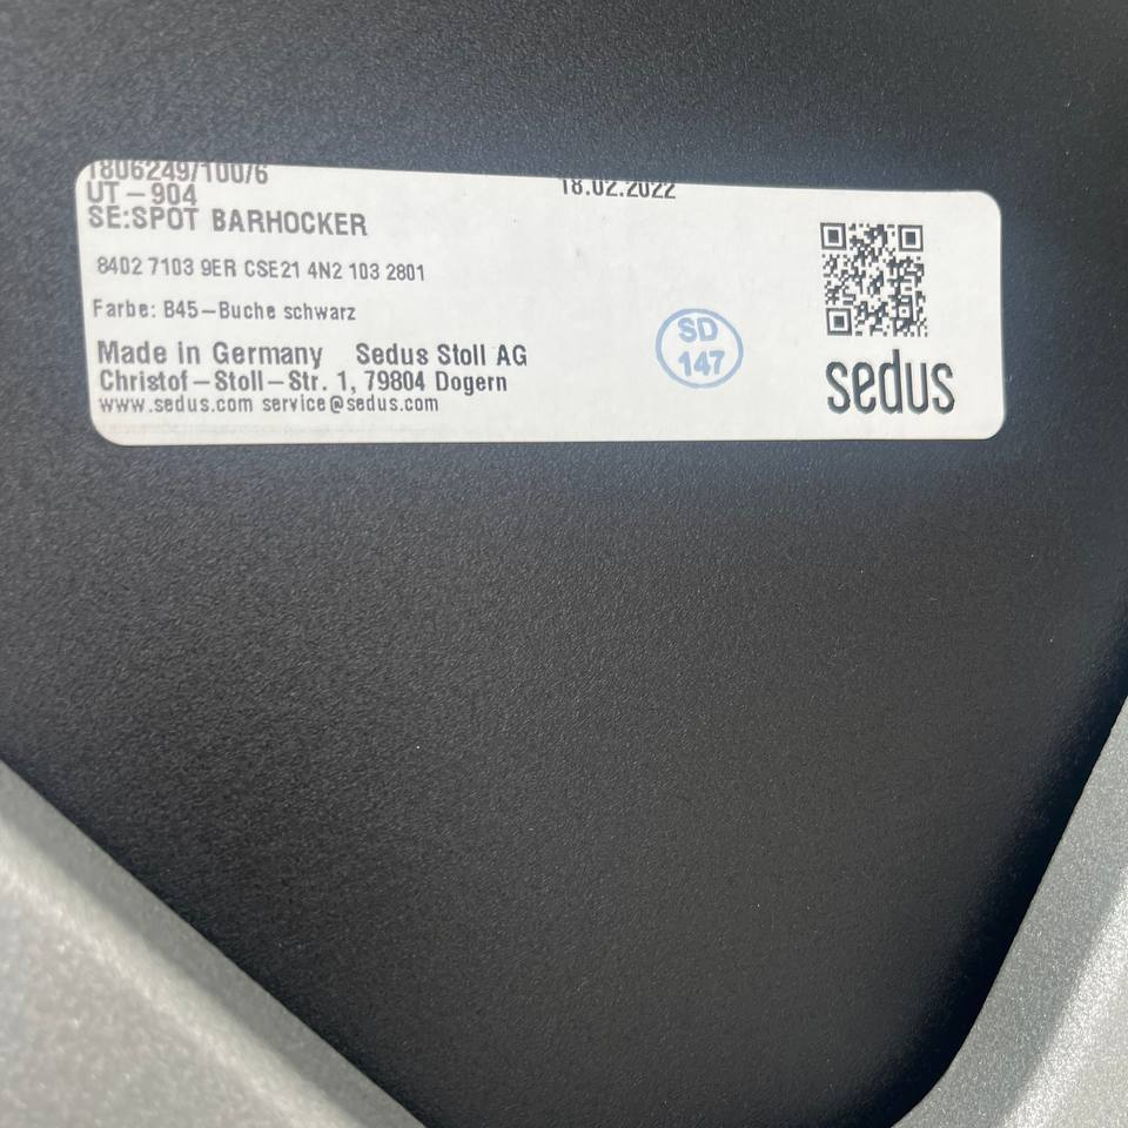 1806249/100/6
18.02.2022
UT-904
SE:SPOT BARHOCKER
8402 7103 9ER CSE21 4N2 103 2801
Farbe: B45-Buche schwarz
Made in Germany Sedus Stoll AG
Christof-Stoll-Str. 1, 79804 Dogern
www.sedus.com service@sedus.com
SD
147
sedus